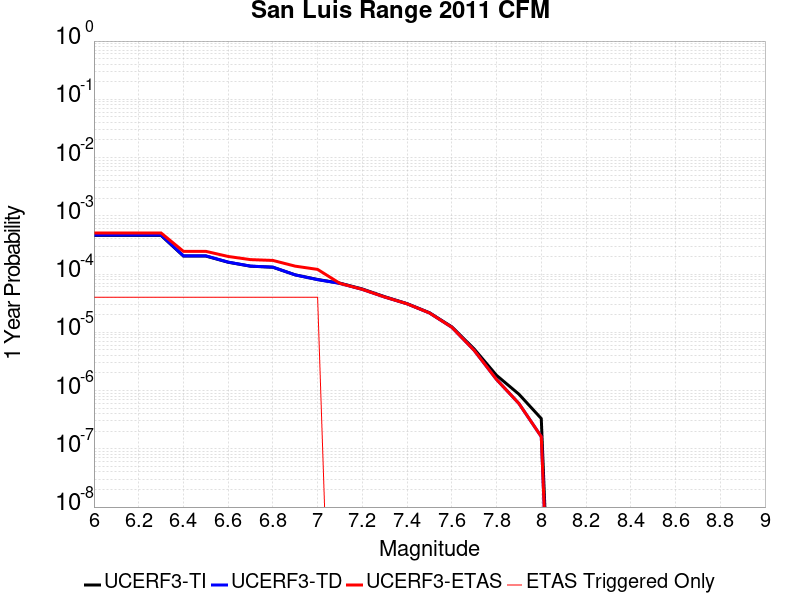 San Luis Range 2011 CFM
10^0
10^-1
10^-2
10^-3
10^-4
10^-5
10^-6
10^-7
10^-8
1 Year Probability
6 6.2 6.4 6.6 6.8 7 7.2 7.4 7.6 7.8 8 8.2 8.4 8.6 8.8 9
Magnitude
UCERF3-TI UCERF3-TD UCERF3-ETAS ETAS Triggered Only